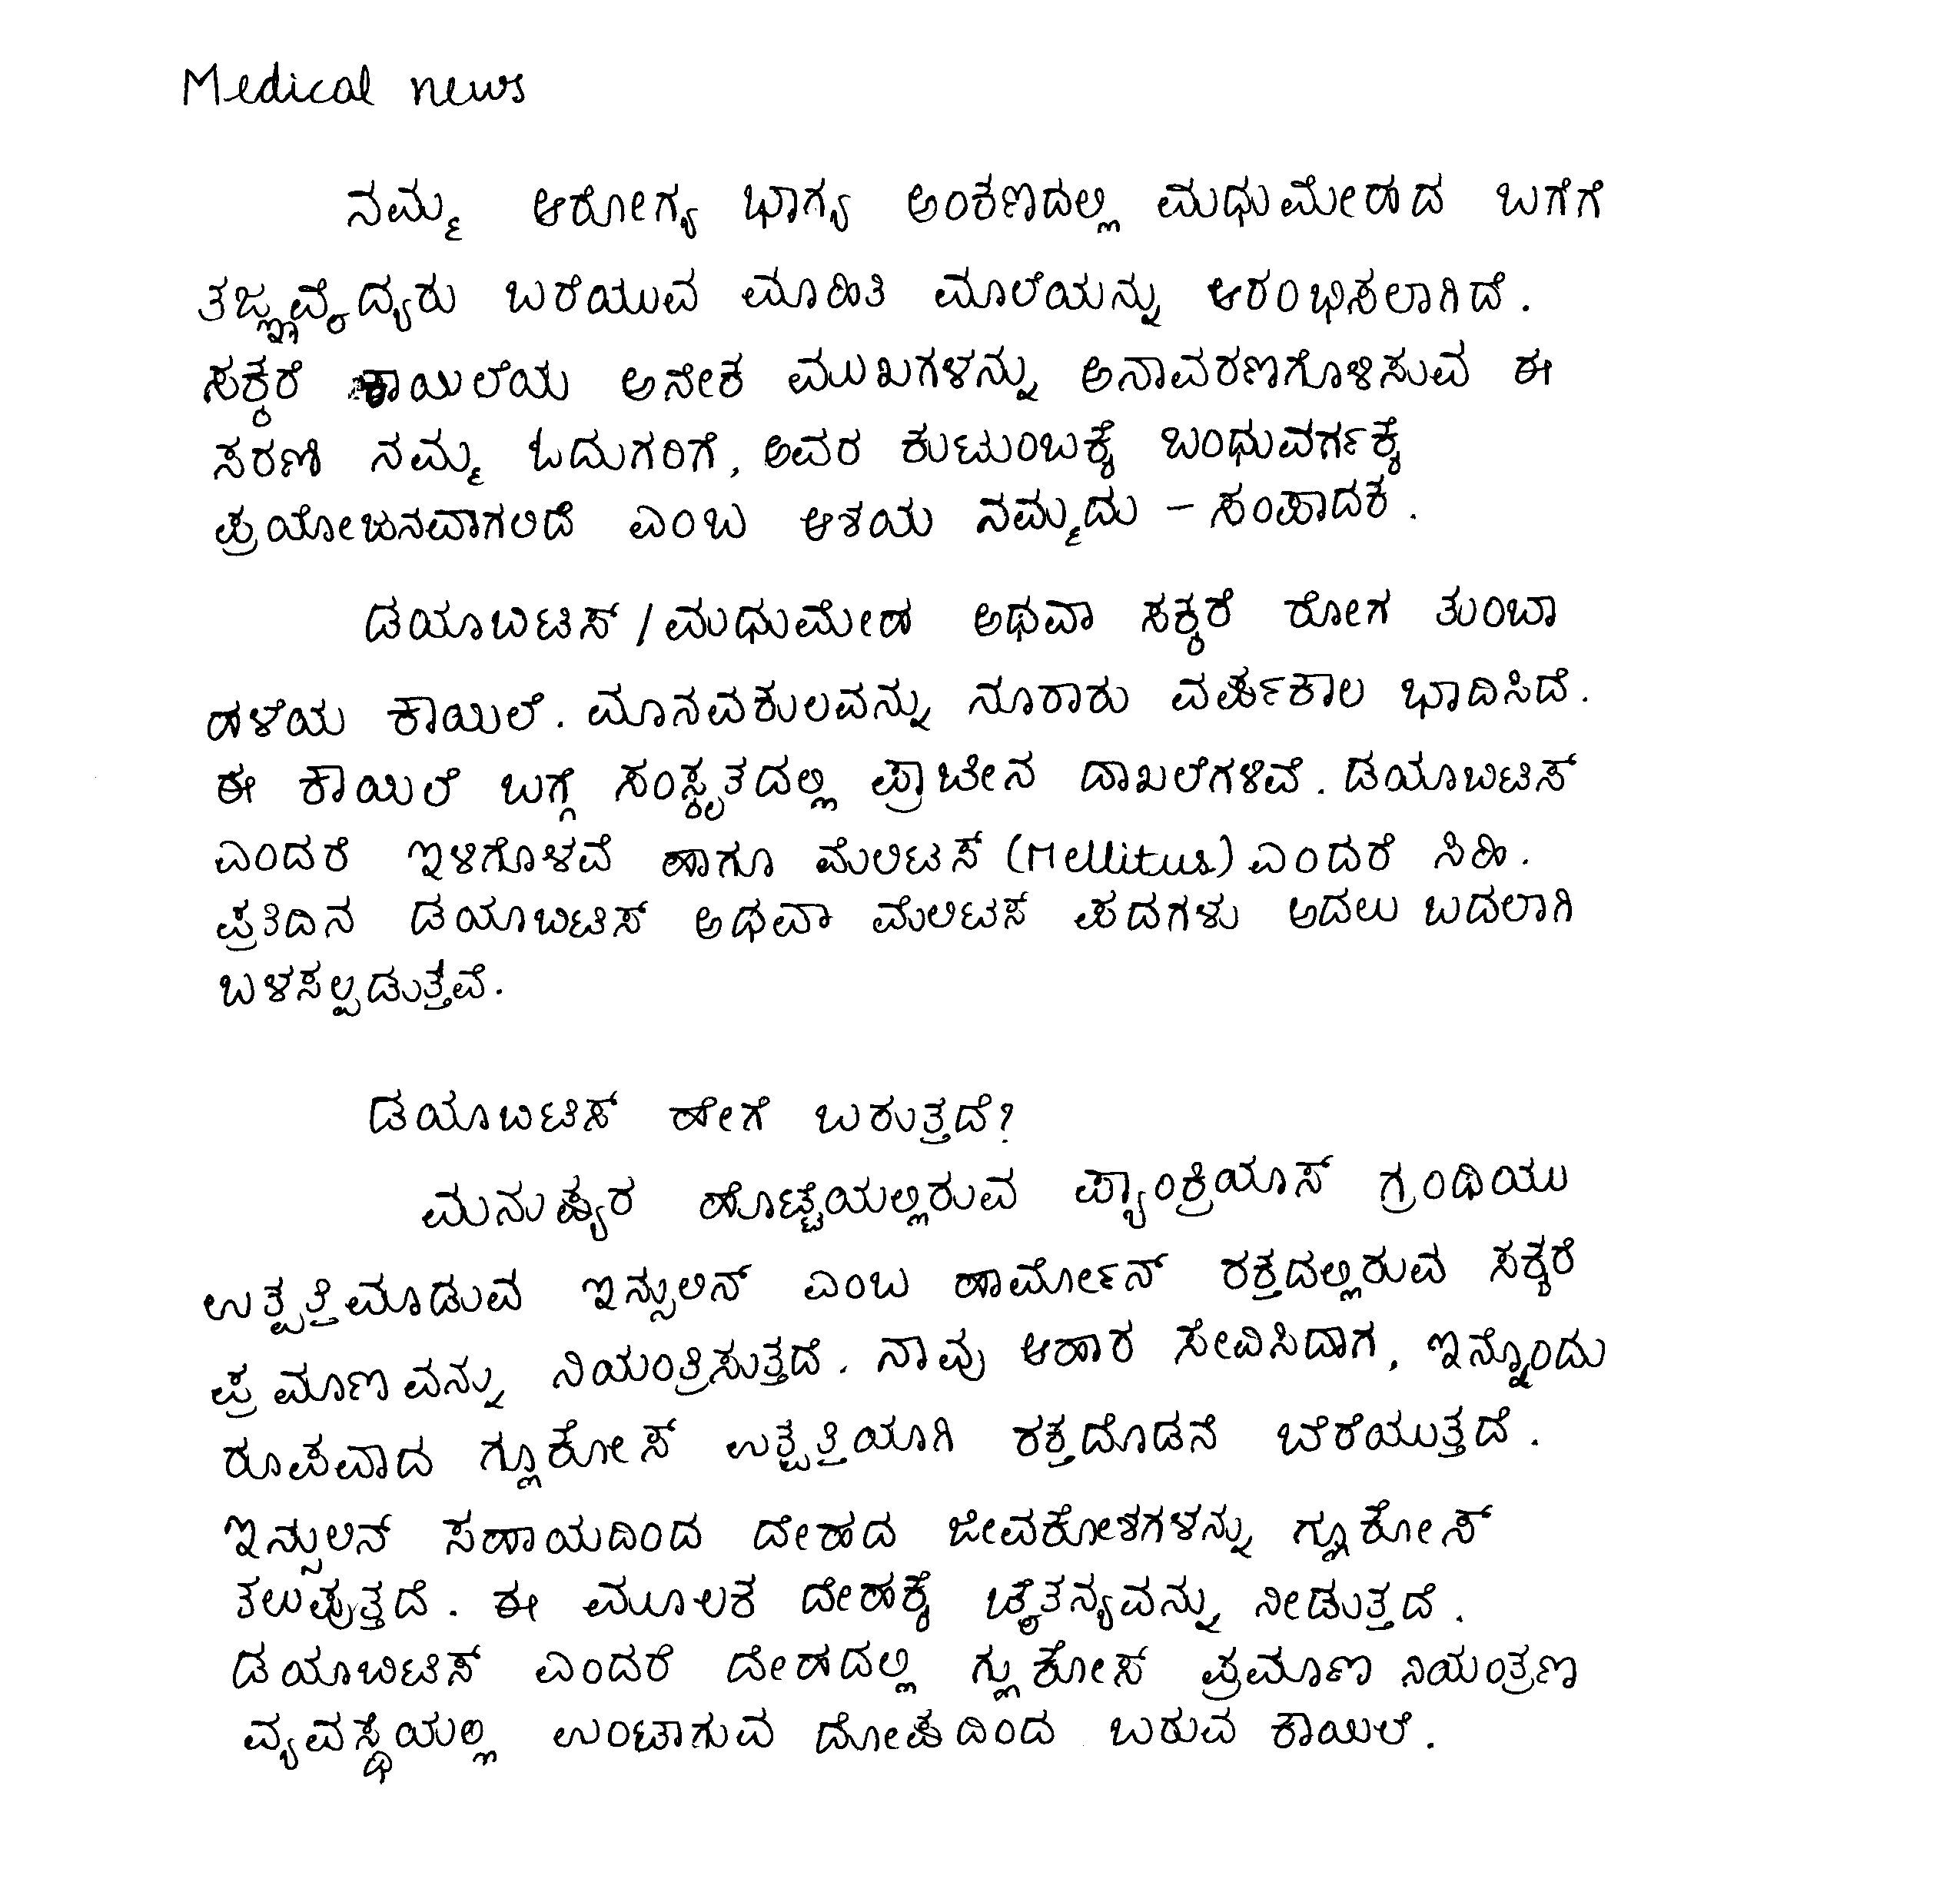 Medical news
ನಮ್ಮ ಆರೋಗ್ಯ ಭಾಗ್ಯ ಅಂಕಣದಲ್ಲಿ ಮಧುಮೇಹದ ಬಗೆಗೆ
ತಜ್ಞವೈದ್ಯರು ಬರೆಯುವ ಮಾಹಿತಿ ಮಾಲೆಯನ್ನು ಆರಂಭಿಸಲಾಗಿದೆ.
ಸಕ್ಕರೆ ಕಾಯಿಲೆಯ ಅನೇಕ ಮುಖಗಳನ್ನು ಅನಾವರಣಗೊಳಿಸುವ ಈ
ಸರಣಿ ನಮ್ಮ ಓದುಗರಿಗೆ, ಅವರ ಕುಟುಂಬಕ್ಕೆ ಬಂಧುವರ್ಗಕ್ಕೆ
ಪ್ರಯೋಜನವಾಗಲಿದೆ ಎಂಬ ಆಶಯ ನಮ್ಮದು - ಸಂಪಾದಕ.
ಡಯಾಬಿಟಿಸ್ / ಮಧುಮೇಹ ಅಥವಾ ಸಕ್ಕರೆ ರೋಗ ತುಂಬಾ
ಹಳೆಯ ಕಾಯಿಲೆ. ಮಾನವಕುಲವನ್ನು ನೂರಾರು ವರ್ಷಕಾಲ ಭಾದಿಸಿದೆ.
ಈ ಕಾಯಿಲೆ ಬಗ್ಗೆ ಸಂಸ್ಕೃತದಲ್ಲಿ ಪ್ರಾಚೀನ ದಾಖಲೆಗಳಿವೆ. ಡಯಾಬಿಟಿಸ್
ಎಂದರೆ ಇಳಿಗೊಳವೆ ಹಾಗೂ ಮೆಲಿಟಸ್ (Mellitus) ಎಂದರೆ ಸಿಹಿ.
ಪ್ರತಿದಿನ ಡಯಾಬಿಟಿಸ್ ಅಥವಾ ಮೆಲಿಟಸ್ ಪದಗಳು ಅದಲು ಬದಲಾಗಿ
ಬಳಸಲ್ಪಡುತ್ತೇವೆ.
ಡಯಾಬಿಟಿಸ್ ಹೇಗೆ ಬರುತ್ತದೆ?
ಮನುಷ್ಯರ ಹೊಟ್ಟೆಯಲ್ಲಿರುವ ಪ್ಯಾಂಕ್ರಿಯಾಸ್ ಗ್ರಂಥಿಯು
ಉತ್ಪತ್ತಿಮಾಡುವ ಇನ್ಸುಲಿನ್ ಎಂಬ ಹಾರ್ಮೋನ್ ರಕ್ತದಲ್ಲಿರುವ ಸಕ್ಕರೆ
ಪ್ರಮಾಣವನ್ನು ನಿಯಂತ್ರಿಸುತ್ತದೆ. ನಾವು ಆಹಾರ ಸೇವಿಸಿದಾಗ, ಇನ್ನೊಂದು
ರೂಪವಾದ ಗ್ಲೂಕೋಸ್ ಉತ್ಪತ್ತಿಯಾಗಿ ರಕ್ತದೊಡನೆ ಬೆರೆಯುತ್ತದೆ.
ಇನ್ಸುಲಿನ್ ಸಹಾಯದಿಂದ ದೇಹದ ಜೀವಕೋಶಗಳನ್ನು ಗ್ಲೂಕೋಸ್
ತಲುಪುತ್ತದೆ. ಈ ಮೂಲಕ ದೇಹಕ್ಕೆ ಚೈತನ್ಯವನ್ನು ನೀಡುತ್ತದೆ.
ಡಯಾಬಿಟಿಸ್ ಎಂದರೆ ದೇಹದಲ್ಲಿ ಗ್ಲುಕೋಸ್ ಪ್ರಮಾಣ ನಿಯಂತ್ರಣ
ವ್ಯವಸ್ಥೆಯಲ್ಲಿ ಉಂಟಾಗುವ ದೋಷದಿಂದ ಬರುವ ಕಾಯಿಲೆ.